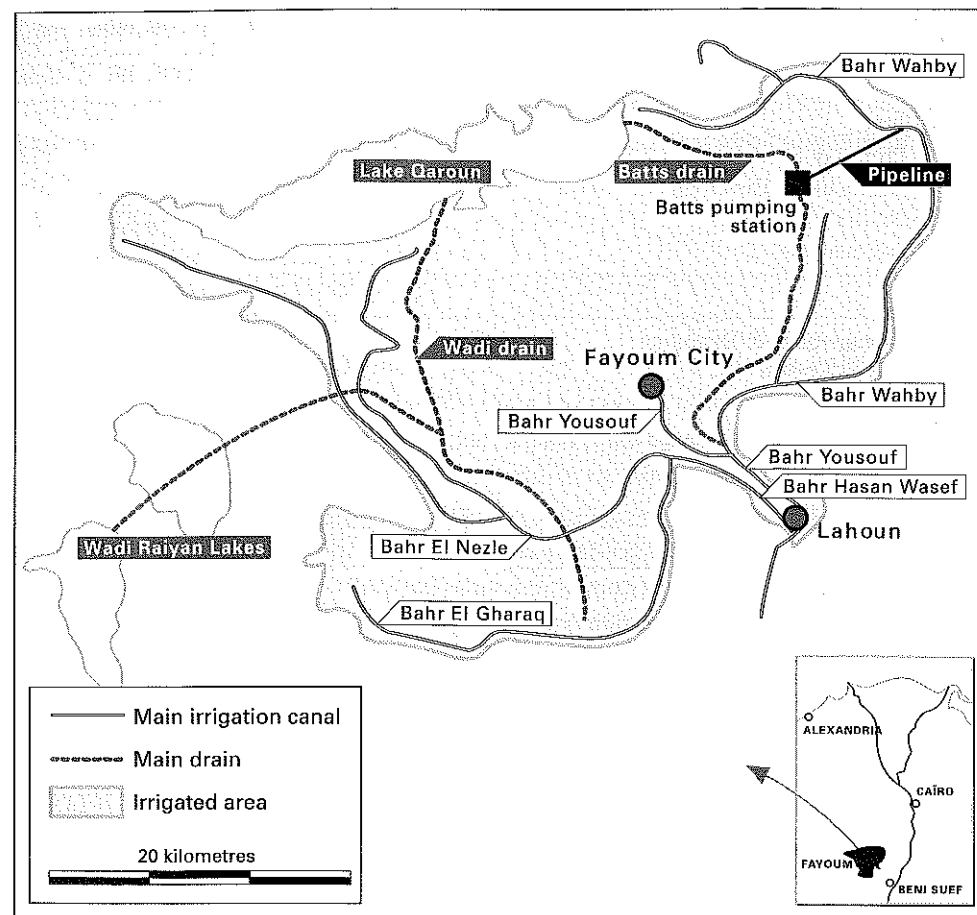 Bahr Wahby
Lake Qaroun
Batts drain
Pipeline
Batts pumping
station
Wadi drain
Fayoum City
Bahr Wahby
Bahr Yousouf
Bahr Yousouf
Bahr Hasan Wasef
Lahoun
Wadi Raiyan Lakes
Bahr El Nezle
Bahr El Gharaq
Main irrigation canal
Main drain
Irrigated area
20 kilometres
ALEXANDRIA
CAÏRO
FAYOUM
BENI SUEF